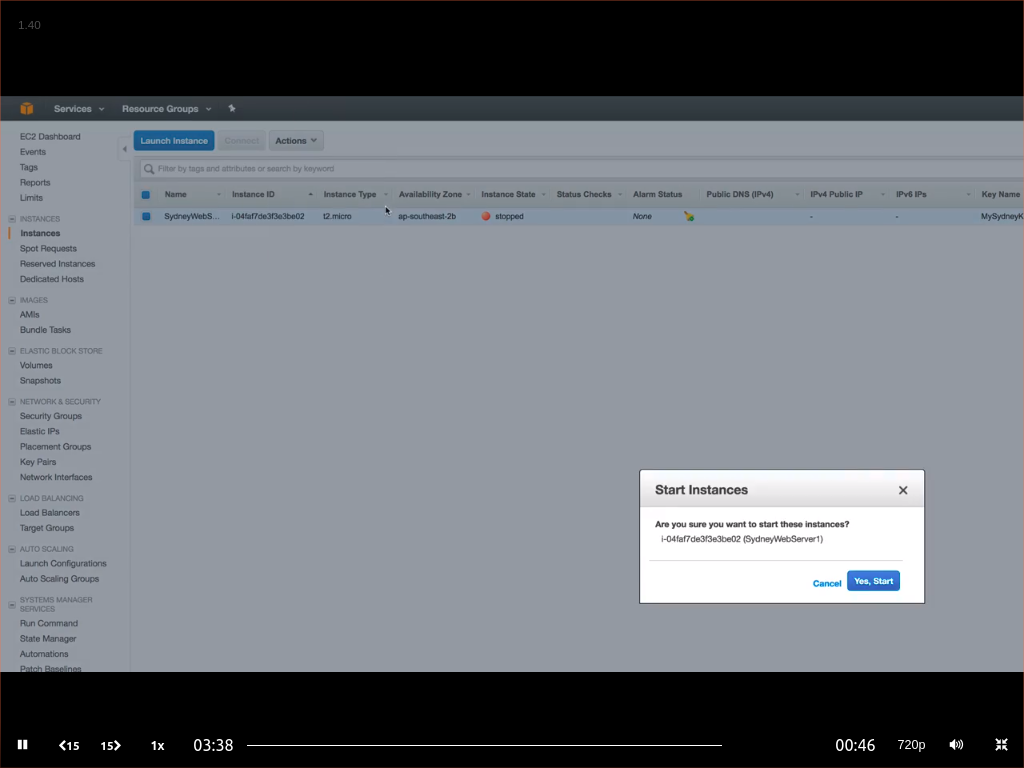 1.40
Services Resource Groups
EC2 Dashboard
Events
Tags
Reports
Limits
INSTANCES
Instances
Spot Requests
Reserved Instances
Dedicated Hosts
IMAGES
AMIs
Bundle Tasks
ELASTIC BLOCK STORE
Volumes
Snapshots
NETWORK & SECURITY
Security Groups
Elastic IPs
Placement Groups
Key Pairs
Network Interfaces
LOAD BALANCING
Load Balancers
Target Groups
AUTO SCALING
Launch Configurations
Auto Scaling Groups
SYSTEMS MANAGER
SERVICES
Run Command
State Manager
Automations
Patch Baselines
Launch Instance Connect Actions
Filter by tags and attributes or search by keyword
Name Instance ID Instance Type Availability Zone Instance State Status Checks Alarm Status Public DNS (IPv4) IPv4 Public IP IPv6 IPs Key Name
SydneyWebS... i-04faf7de3f3e3be02 t2.micro ap-southeast-2b stopped None - - MySydneyK
Start Instances
Are you sure you want to start these instances?
i-04faf7de3f3e3be02 (SydneyWebServer1)
Cancel Yes, Start
15 15 1x 03:38 00:46 720p